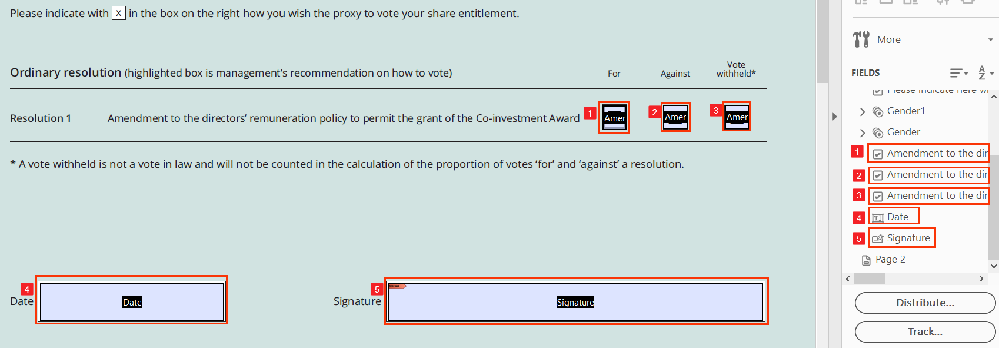 Please indicate with x in the box on the right how you wish the proxy to vote your share entitlement.
More
Vote
Ordinary resolution (highlighted box is management's recommendation on how to vote) For Against withheld*
FIELDS
A
Z
Please indicate here w
Resolution 1 Amendment to the directors' remuneration policy to permit the grant of the Co-investment Award 1 Amer 2 Amer 3 Amer
Gender1
Gender
1 Amendment to the dir
* A vote withheld is not a vote in law and will not be counted in the calculation of the proportion of votes 'for' and 'against' a resolution.
2 Amendment to the dir
3 Amendment to the dir
4 Date
5 Signature
Page 2
4
Date Date
5
Signature Signature
Distribute...
Track...